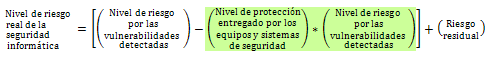 Nivel de riesgo
real de la
seguridad
informática
=
[(Nivel de riesgo
por las
vulnerabilidades
detectadas)
−
(Nivel de protección
entregado por los
equipos y sistemas
de seguridad)
*
(Nivel de riesgo
por las
vulnerabilidades
detectadas)]
+
(Riesgo
residual)